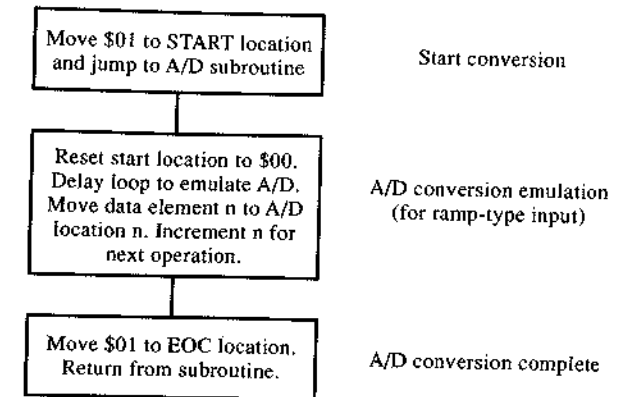 Move $01 to START location
and jump to A/D subroutine
Start conversion
Reset start location to $00.
Delay loop to emulate A/D.
Move data element n to A/D
location n. Increment n for
next operation.
A/D conversion emulation
(for ramp-type input)
Move $01 to EOC location.
Return from subroutine.
A/D conversion complete